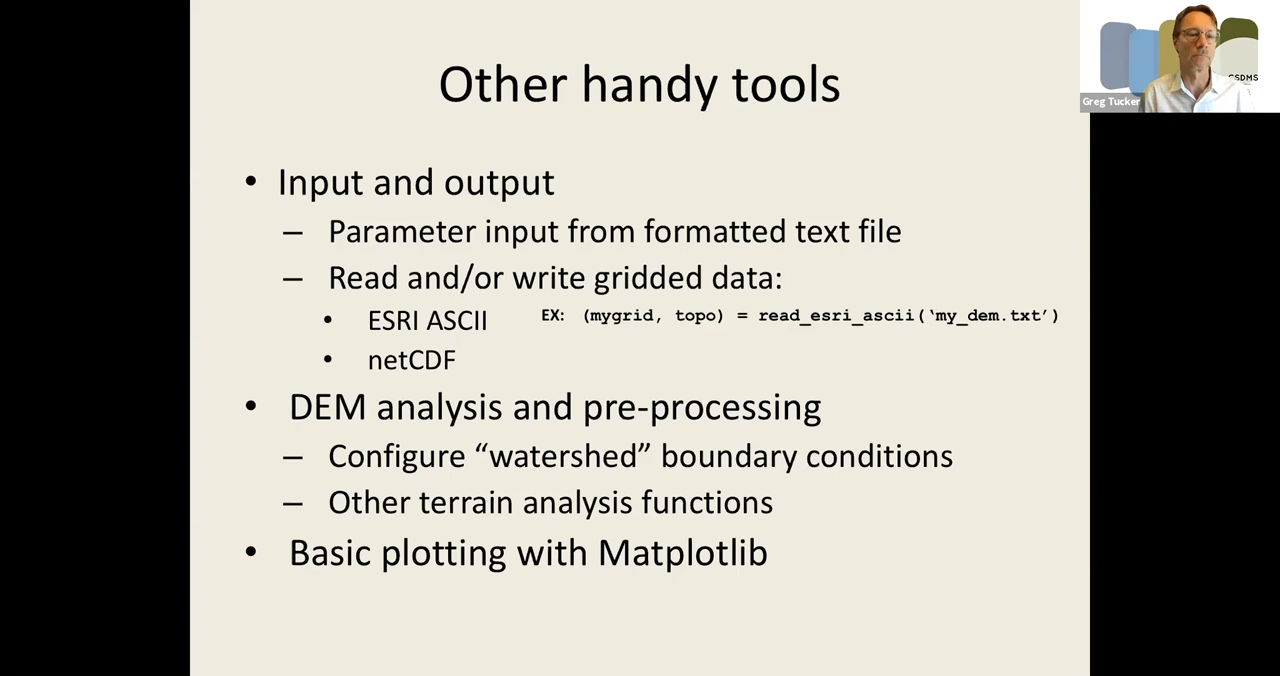 Other handy tools
CSDMS
Greg Tucker
• Input and output
– Parameter input from formatted text file
– Read and/or write gridded data:
• ESRI ASCII EX: (mygrid, topo) = read_esri_ascii(‘my_dem.txt’)
• netCDF
• DEM analysis and pre-processing
– Configure “watershed” boundary conditions
– Other terrain analysis functions
• Basic plotting with Matplotlib